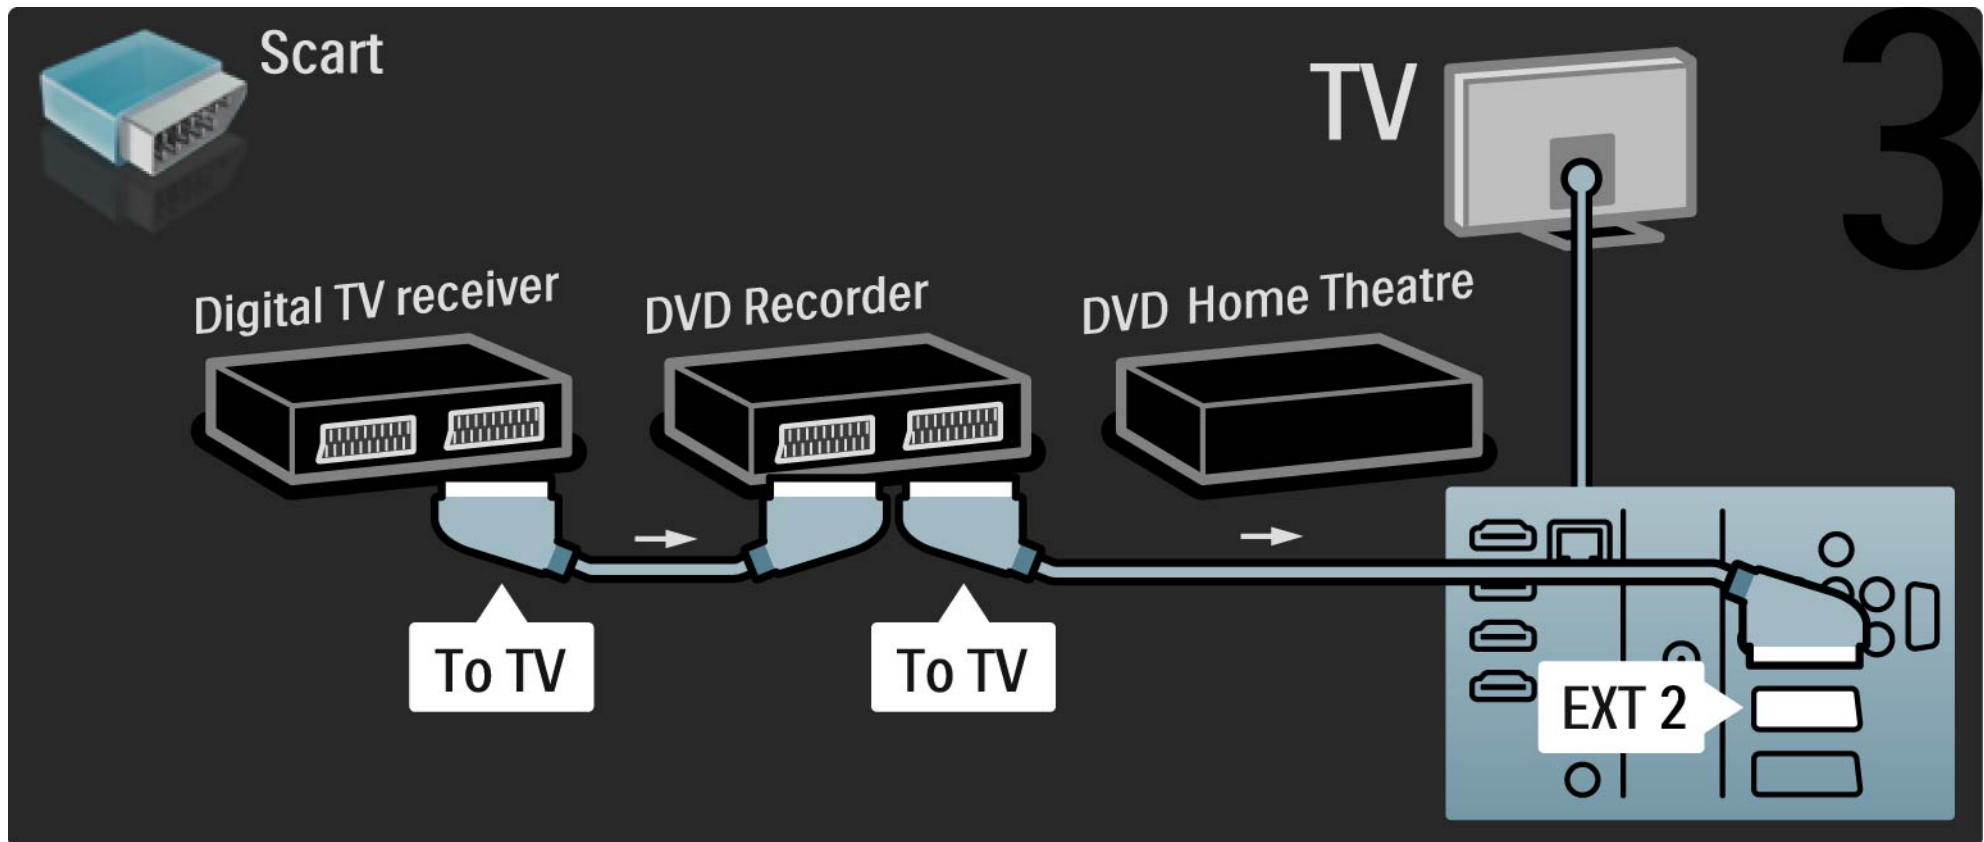 Scart
TV
3
Digital TV receiver
DVD Recorder
DVD Home Theatre
To TV
To TV
EXT 2